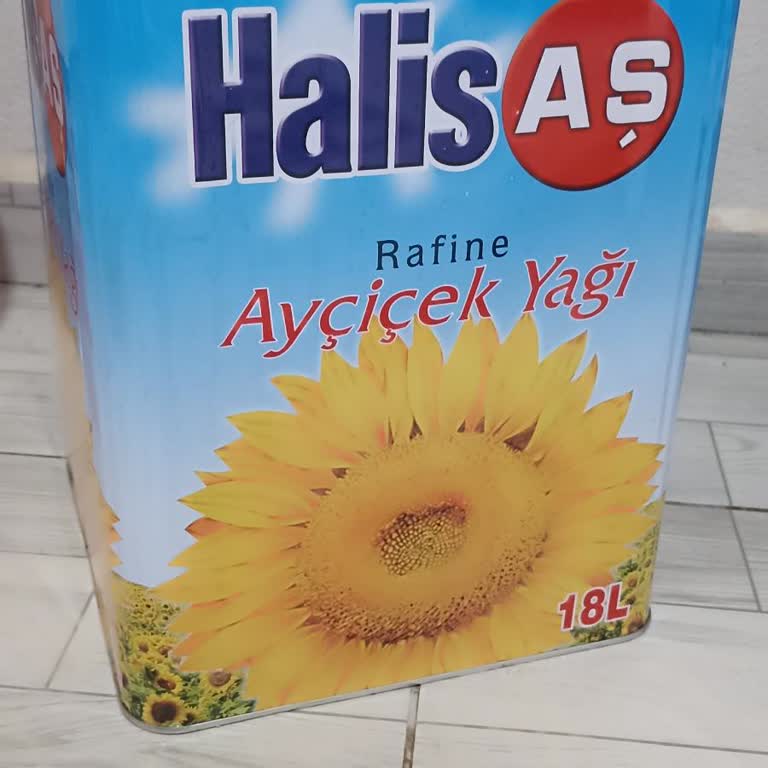 Halis AŞ
Rafine
Ayçiçek Yağı
18L